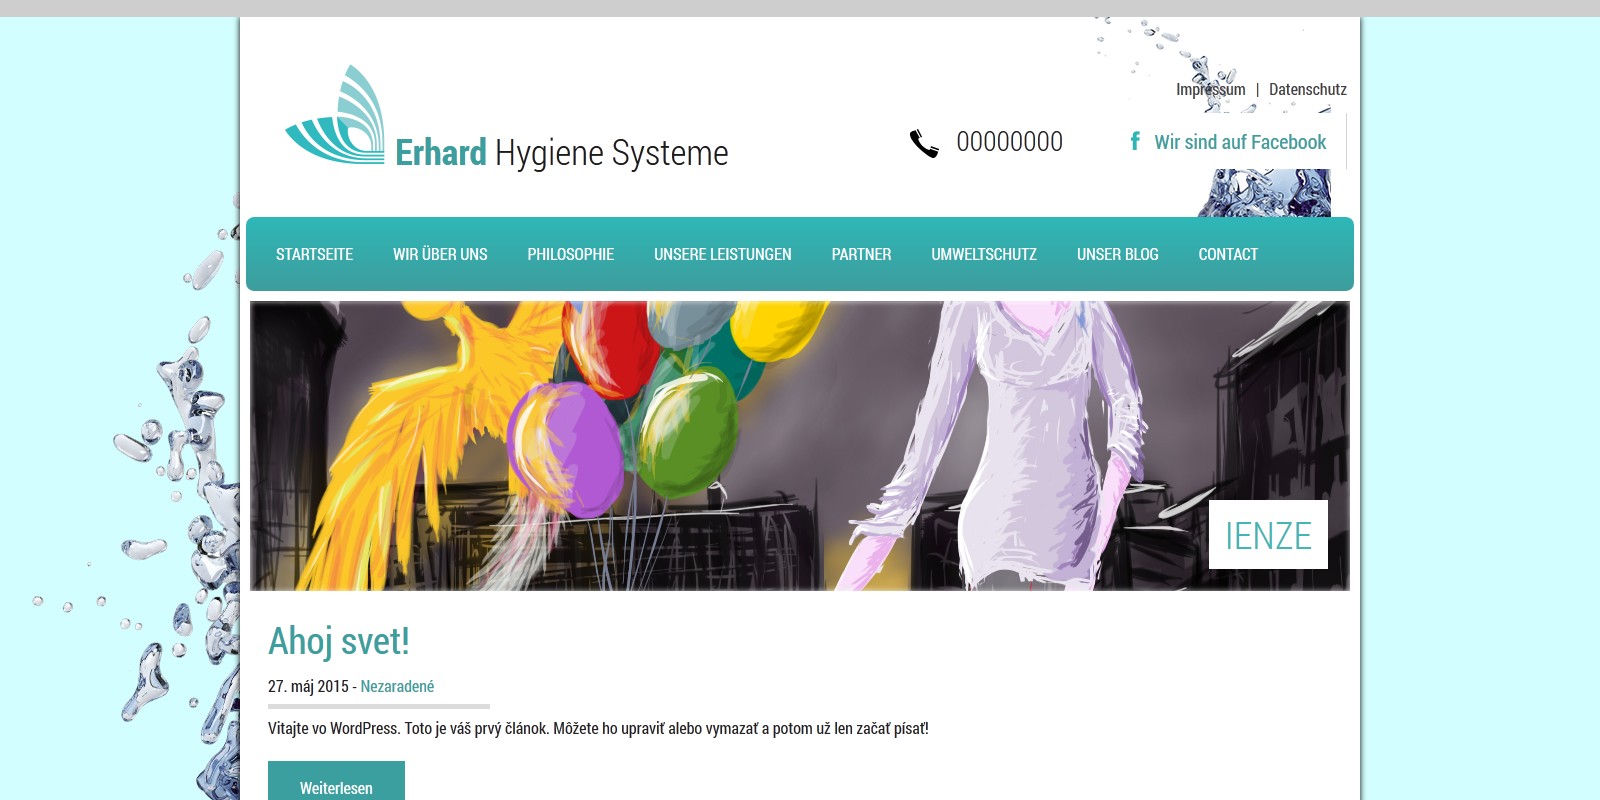 Impressum | Datenschutz
Erhard Hygiene Systeme
00000000
Wir sind auf Facebook
STARTSEITE WIR ÜBER UNS PHILOSOPHIE UNSERE LEISTUNGEN PARTNER UMWELTSCHUTZ UNSER BLOG CONTACT
IENZE
Ahoj svet!
27. máj 2015 - Nezaradené
Vitajte vo WordPress. Toto je váš prvý článok. Môžete ho upraviť alebo vymazať a potom už len začať písať!
Weiterlesen